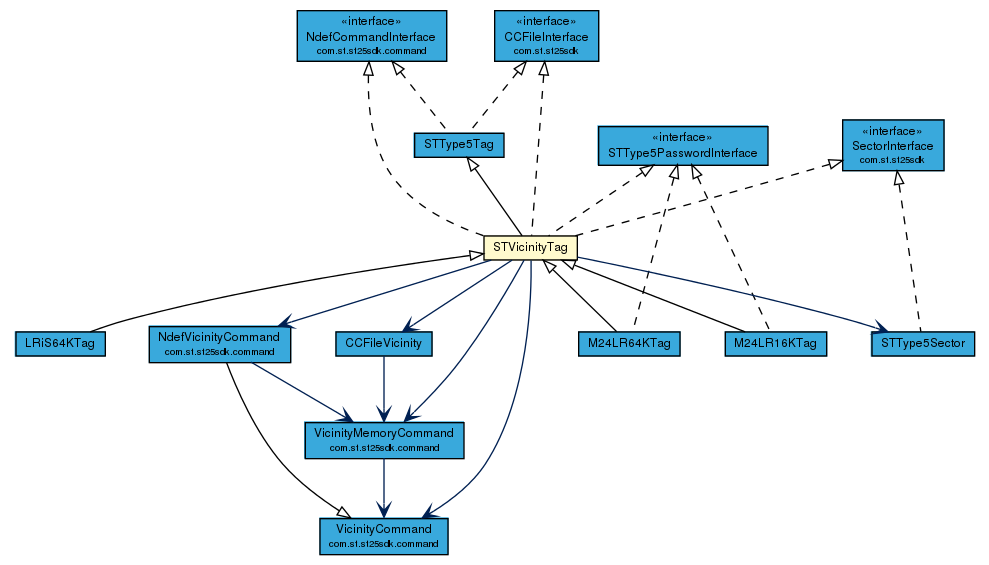 «interface»
NdefCommandInterface
com.st.st25sdk.command
«interface»
CCFileInterface
com.st.st25sdk
STType5Tag
«interface»
STType5PasswordInterface
«interface»
SectorInterface
com.st.st25sdk
STVicinityTag
LRiS64KTag
NdefVicinityCommand
com.st.st25sdk.command
CCFileVicinity
M24LR64KTag
M24LR16KTag
STType5Sector
VicinityMemoryCommand
com.st.st25sdk.command
VicinityCommand
com.st.st25sdk.command